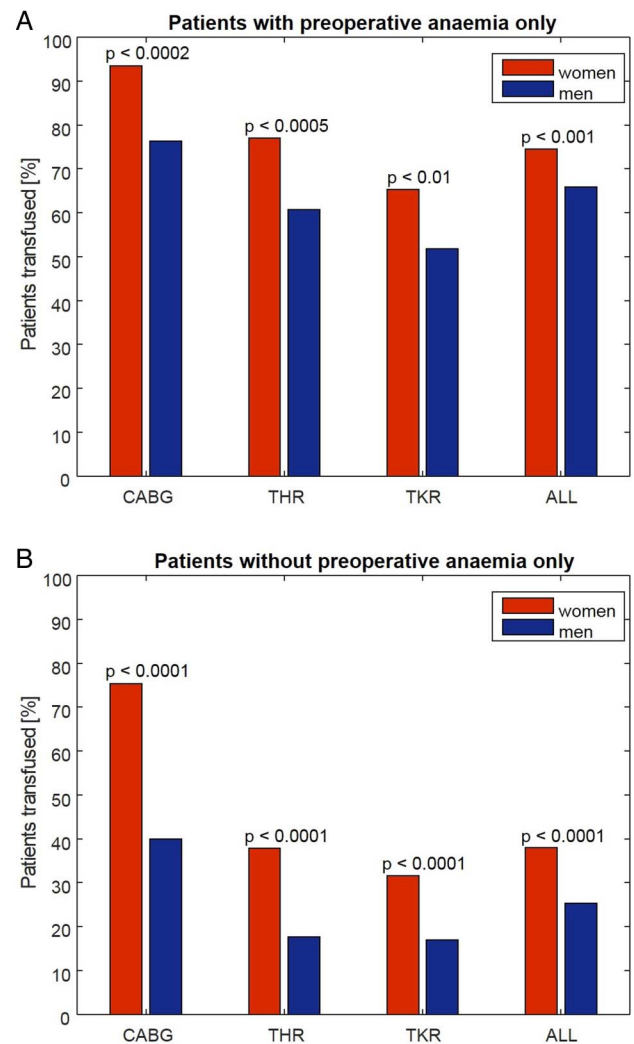 A
Patients with preoperative anaemia only
100
90
80
70
60
50
40
30
20
10
0
Patients transfused [%]
p < 0.0002
p < 0.0005
p < 0.01
p < 0.001
women
men
CABG THR TKR ALL
B
Patients without preoperative anaemia only
100
90
80
70
60
50
40
30
20
10
0
Patients transfused [%]
p < 0.0001
p < 0.0001
p < 0.0001
p < 0.0001
women
men
CABG THR TKR ALL